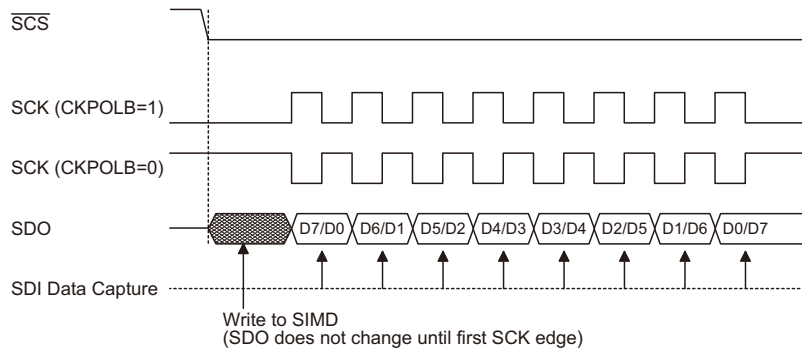 SCS
SCK (CKPOLB=1)
SCK (CKPOLB=0)
SDO D7/D0 D6/D1 D5/D2 D4/D3 D3/D4 D2/D5 D1/D6 D0/D7
SDI Data Capture
Write to SIMD
(SDO does not change until first SCK edge)